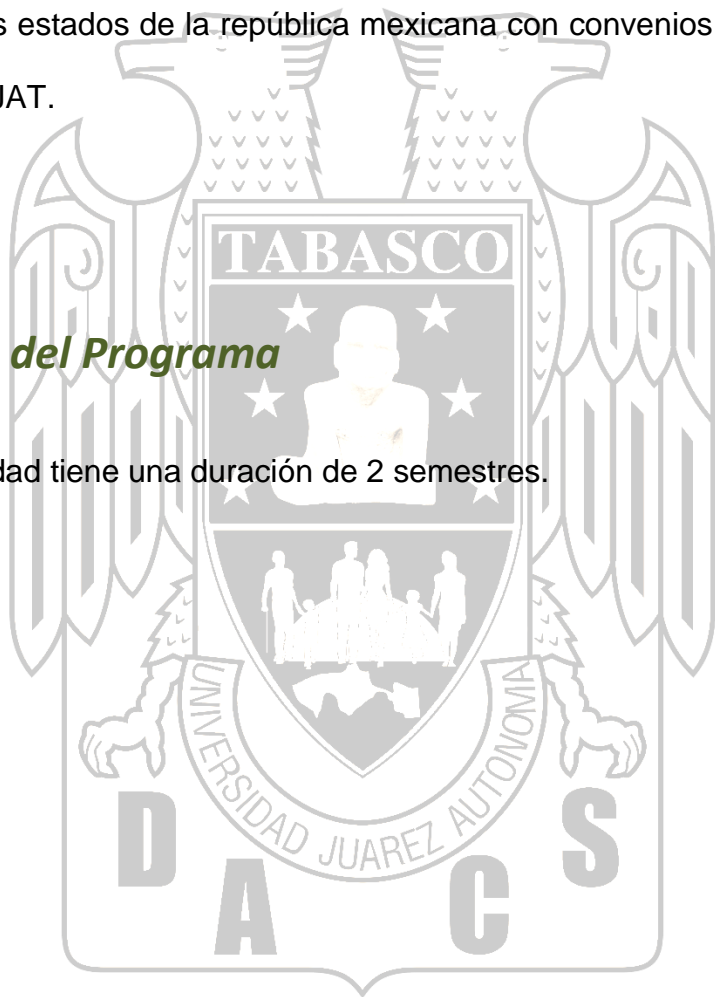 s estados de la república mexicana con convenios
JAT.
TABASCO
del Programa
dad tiene una duración de 2 semestres.
UNIVERSIDAD JUAREZ AUTONOMA
D A C S